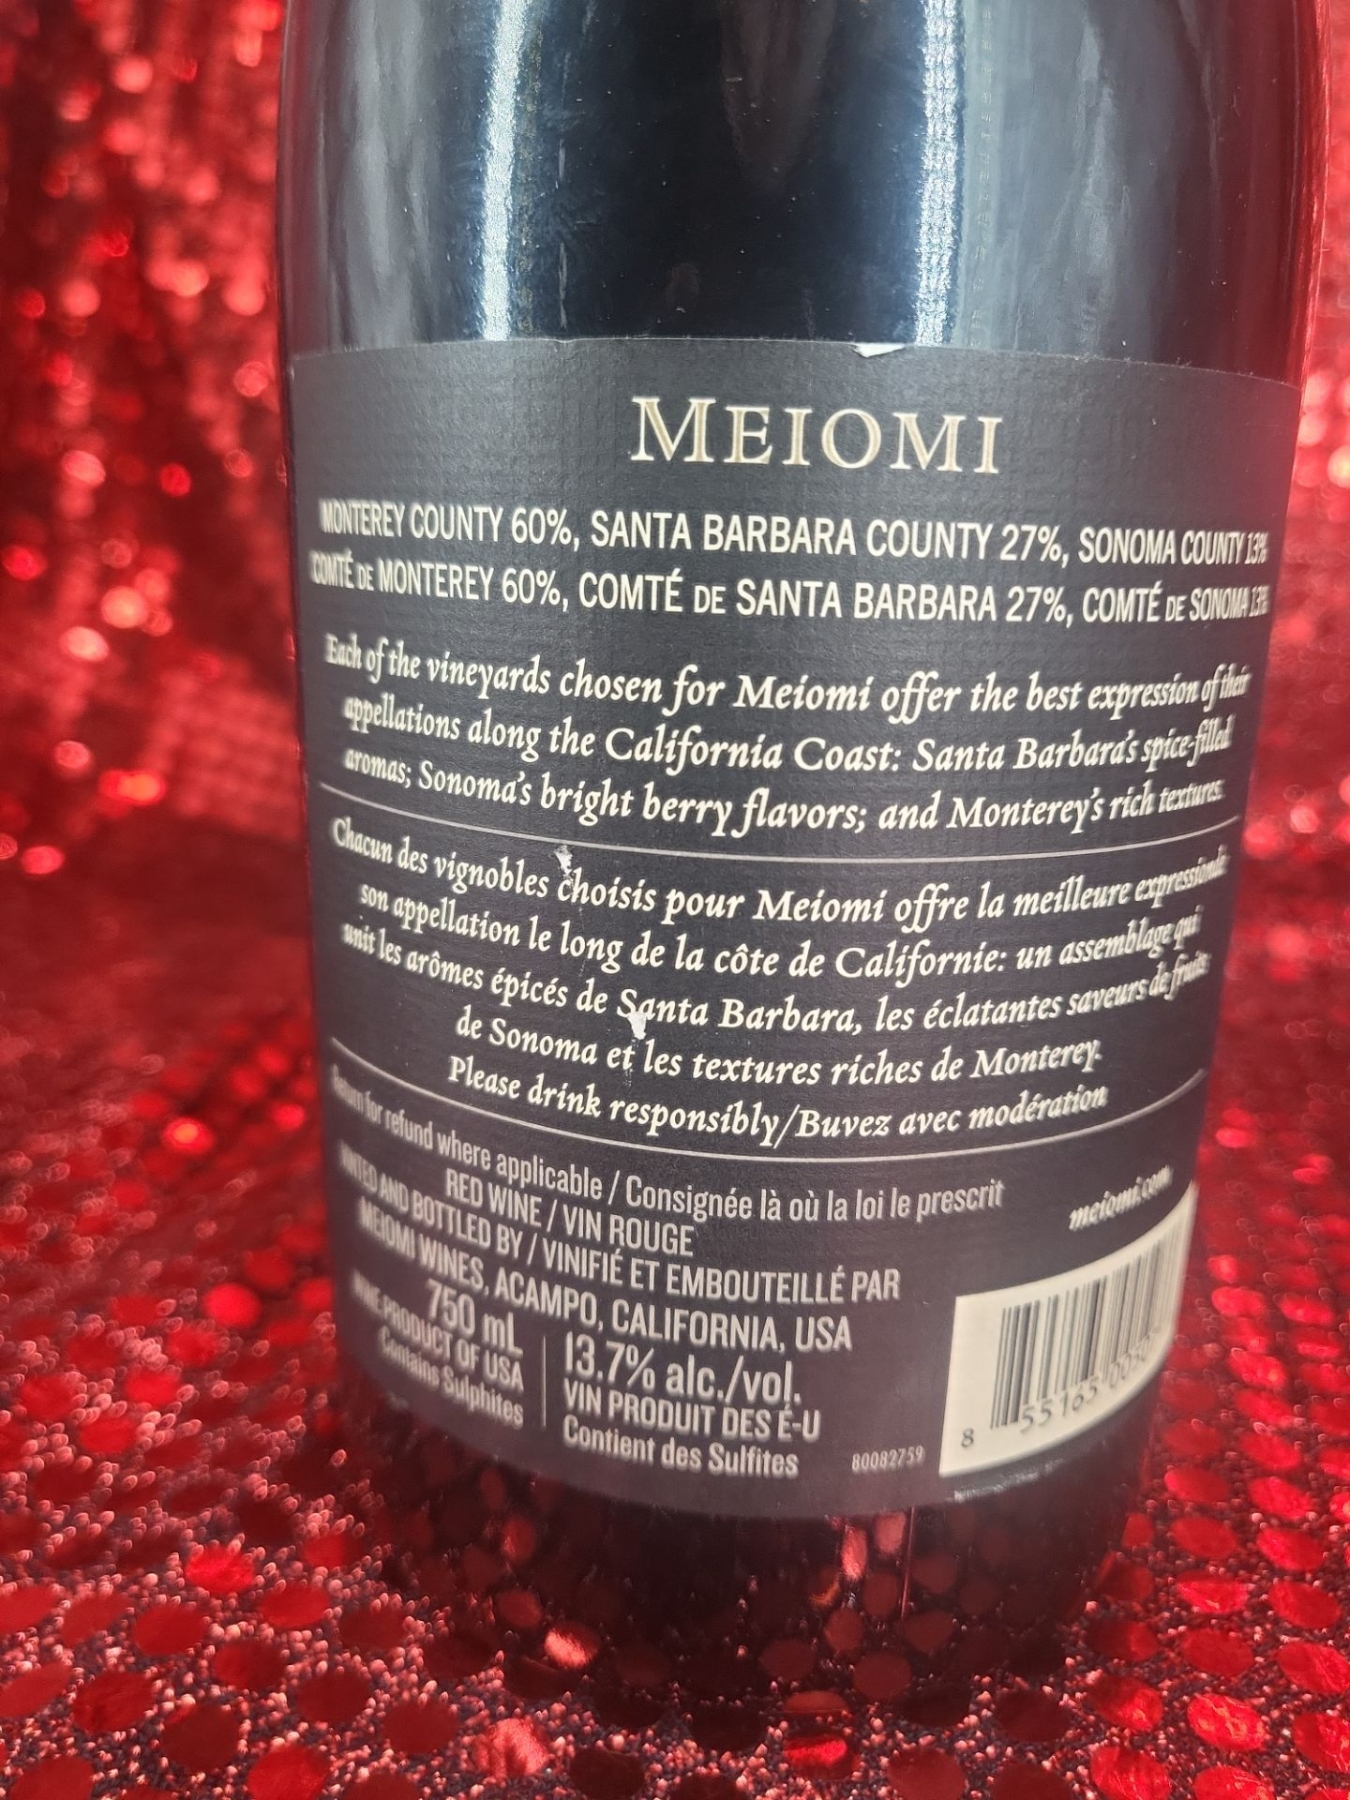 MEIOMI
MONTEREY COUNTY 60%, SANTA BARBARA COUNTY 27%, SONOMA COUNTY 13%
COMTÉ DE MONTEREY 60%, COMTÉ DE SANTA BARBARA 27%, COMTÉ DE SONOMA 13%
Each of the vineyards chosen for Meiomi offer the best expression of their
appellations along the California Coast: Santa Barbara's spice-filled
aromas; Sonoma's bright berry flavors; and Monterey's rich textures.
Chacun des vignobles choisis pour Meiomi offre la meilleure expression de
son appellation le long de la côte de Californie: un assemblage qui
unit les arômes épicés de Santa Barbara, les éclatantes saveurs de fruits
de Sonoma et les textures riches de Monterey.
Please drink responsibly/Buvez avec modération
Return for refund where applicable / Consignée là où la loi le prescrit
meiomi.com
RED WINE / VIN ROUGE
VINTED AND BOTTLED BY / VINIFIÉ ET EMBOUTEILLÉ PAR
MEIOMI WINES, ACAMPO, CALIFORNIA, USA
750 mL
WINE PRODUCT OF USA
Contains Sulphites
13.7% alc./vol.
VIN PRODUIT DES É-U
Contient des Sulfites
80082759
8 55165